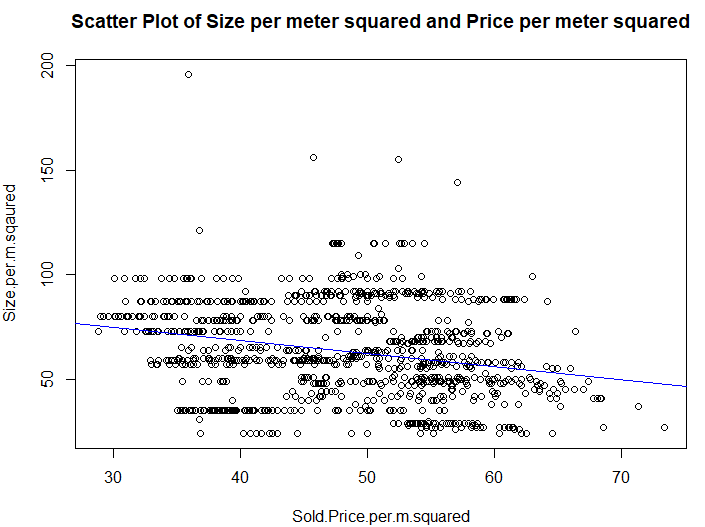 Scatter Plot of Size per meter squared and Price per meter squared
200
150
100
50
Size.per.m.sqaured
30 40 50 60 70
Sold.Price.per.m.squared